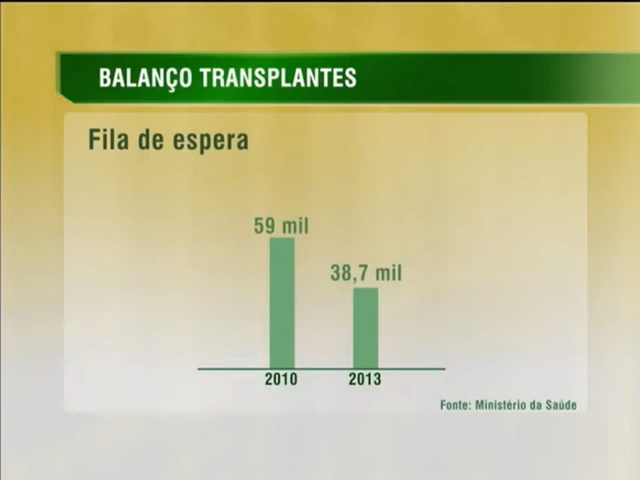 BALANÇO TRANSPLANTES
Fila de espera
59 mil
38,7 mil
2010 2013
Fonte: Ministério da Saúde